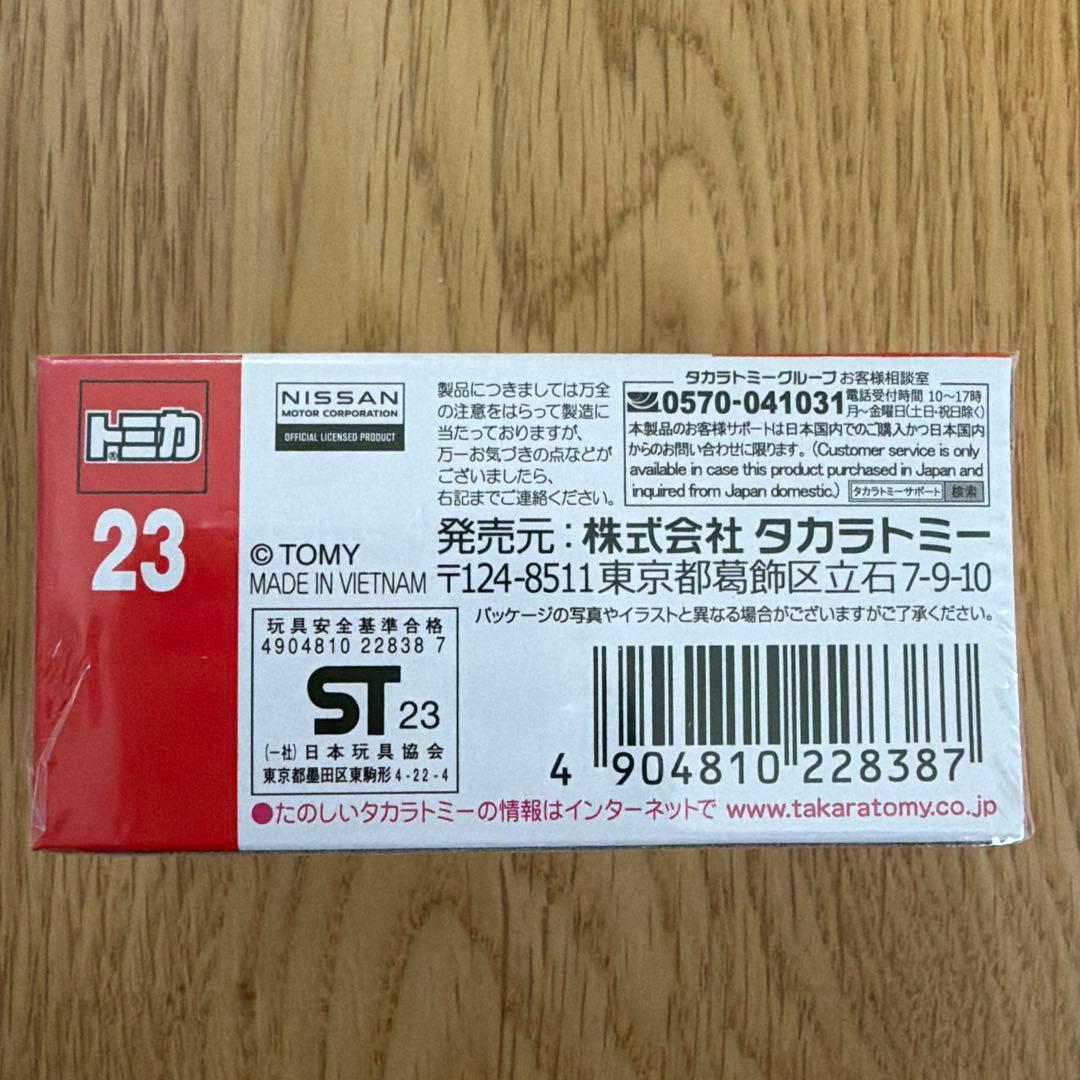 トミカ®
23
NISSAN
MOTOR CORPORATION
OFFICIAL LICENSED PRODUCT
© TOMY
MADE IN VIETNAM
製品につきましては万全
の注意をはらって製造に
当たっておりますが、
万一お気づきの点などが
ございましたら、
右記までご連絡ください。
タカラトミーグループ お客様相談室
0570-041031 電話受付時間 10〜17時
月〜金曜日(土日・祝日除く)
本製品のお客様サポートは日本国内でのご購入かつ日本国内
からのお問い合わせに限ります。(Customer service is only
available in case this product purchased in Japan and
inquired from Japan domestic.) タカラトミーサポート 検索
発売元：株式会社 タカラトミー
〒124-8511 東京都葛飾区立石7-9-10
パッケージの写真やイラストと異なる場合がございますがご了承ください。
玩具安全基準合格
4904810 22838 7
ST 23
(一社)日本玩具協会
東京都墨田区東駒形4-22-4
4 904810 228387
●たのしいタカラトミーの情報はインターネットで www.takaratomy.co.jp